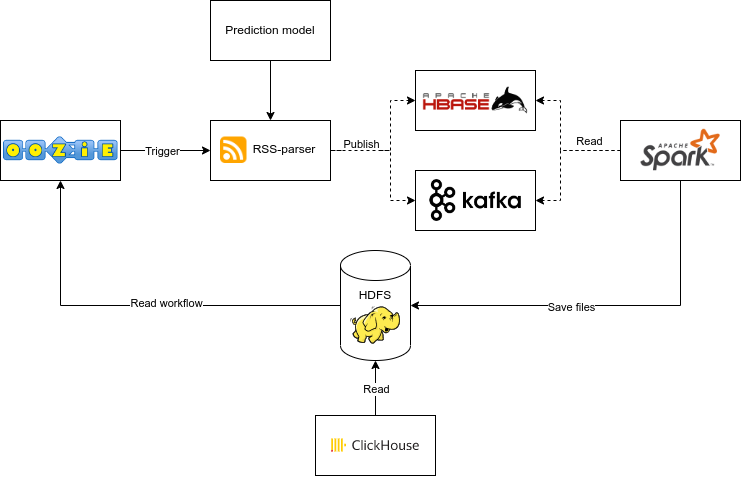 Prediction model
APACHE
HBASE
OOZIE
Trigger
RSS-parser
Publish
Read
APACHE
Spark
kafka
HDFS
Read workflow
Save files
Read
ClickHouse